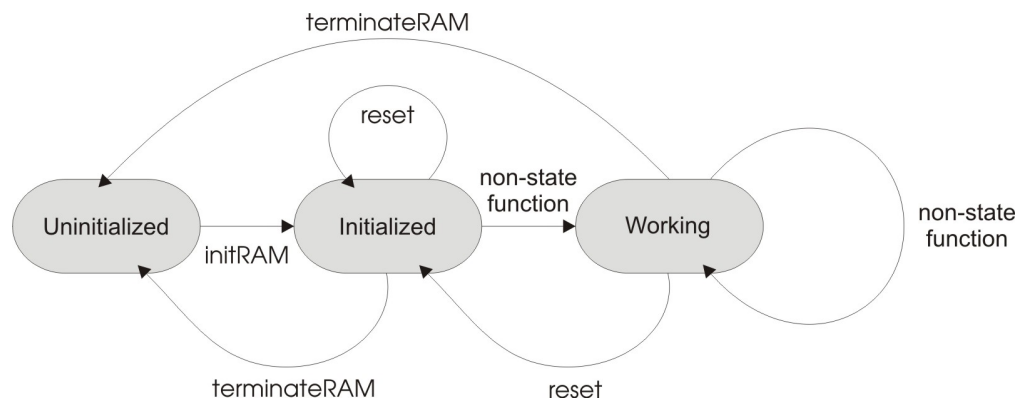 terminateRAM
reset
non-state
function
Uninitialized
initRAM
Initialized
Working
non-state
function
terminateRAM
reset